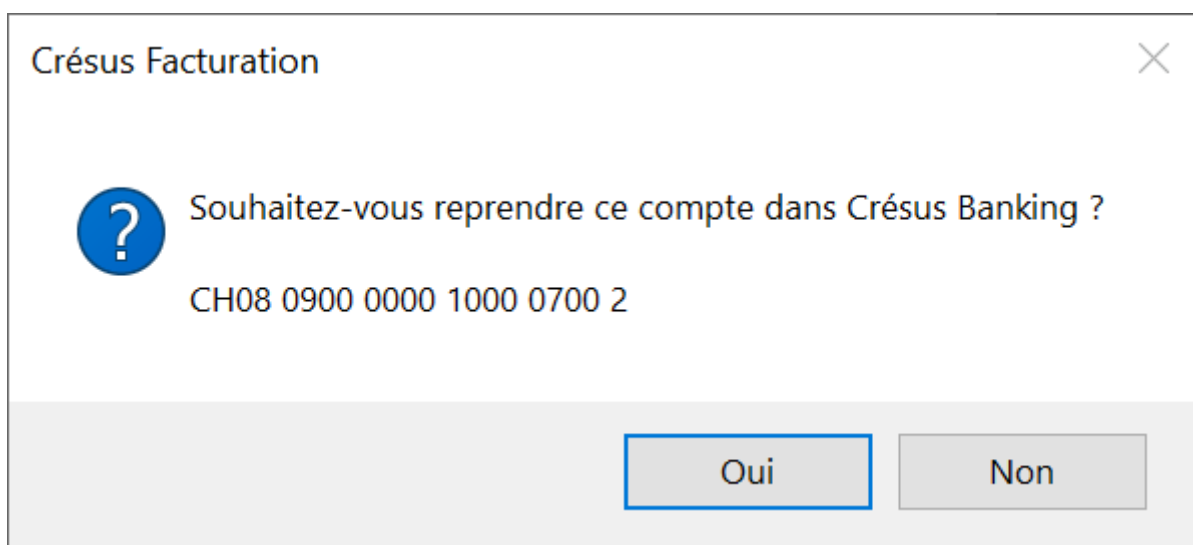 Crésus Facturation
?
Souhaitez-vous reprendre ce compte dans Crésus Banking ?
CH08 0900 0000 1000 0700 2
Oui
Non